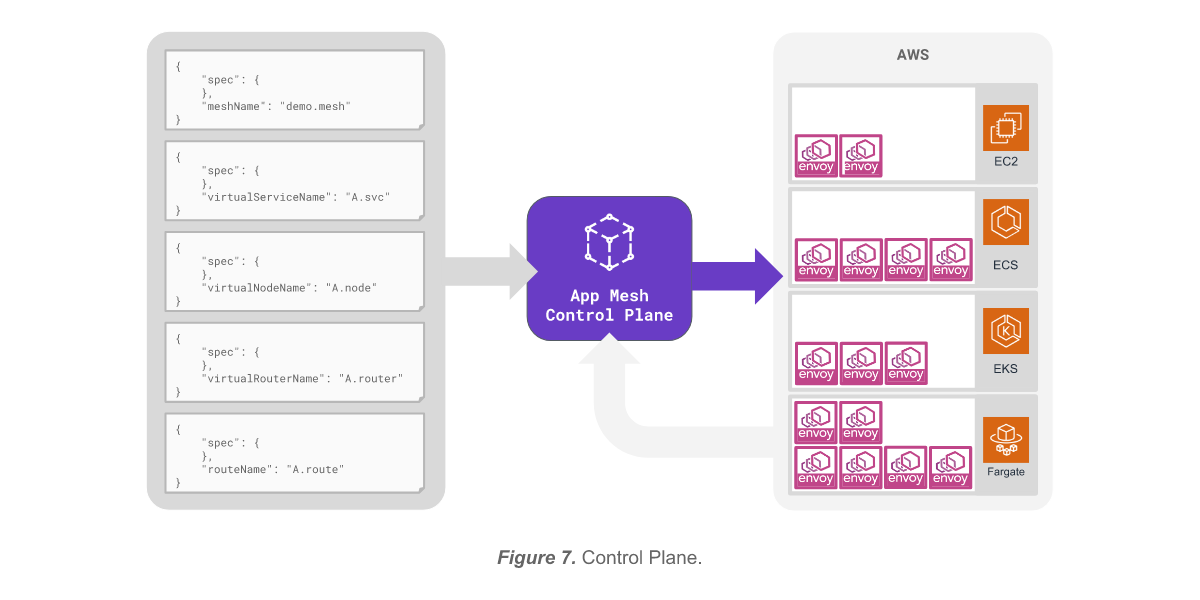 {
    "spec": {
    },
    "meshName": "demo.mesh"
}
{
    "spec": {
    },
    "virtualServiceName": "A.svc"
}
{
    "spec": {
    },
    "virtualNodeName": "A.node"
}
{
    "spec": {
    },
    "virtualRouterName": "A.router"
}
{
    "spec": {
    },
    "routeName": "A.route"
}
App Mesh
Control Plane
AWS
envoy envoy
EC2
envoy envoy envoy envoy
ECS
envoy envoy envoy
EKS
envoy envoy
envoy envoy envoy envoy
Fargate
Figure 7. Control Plane.